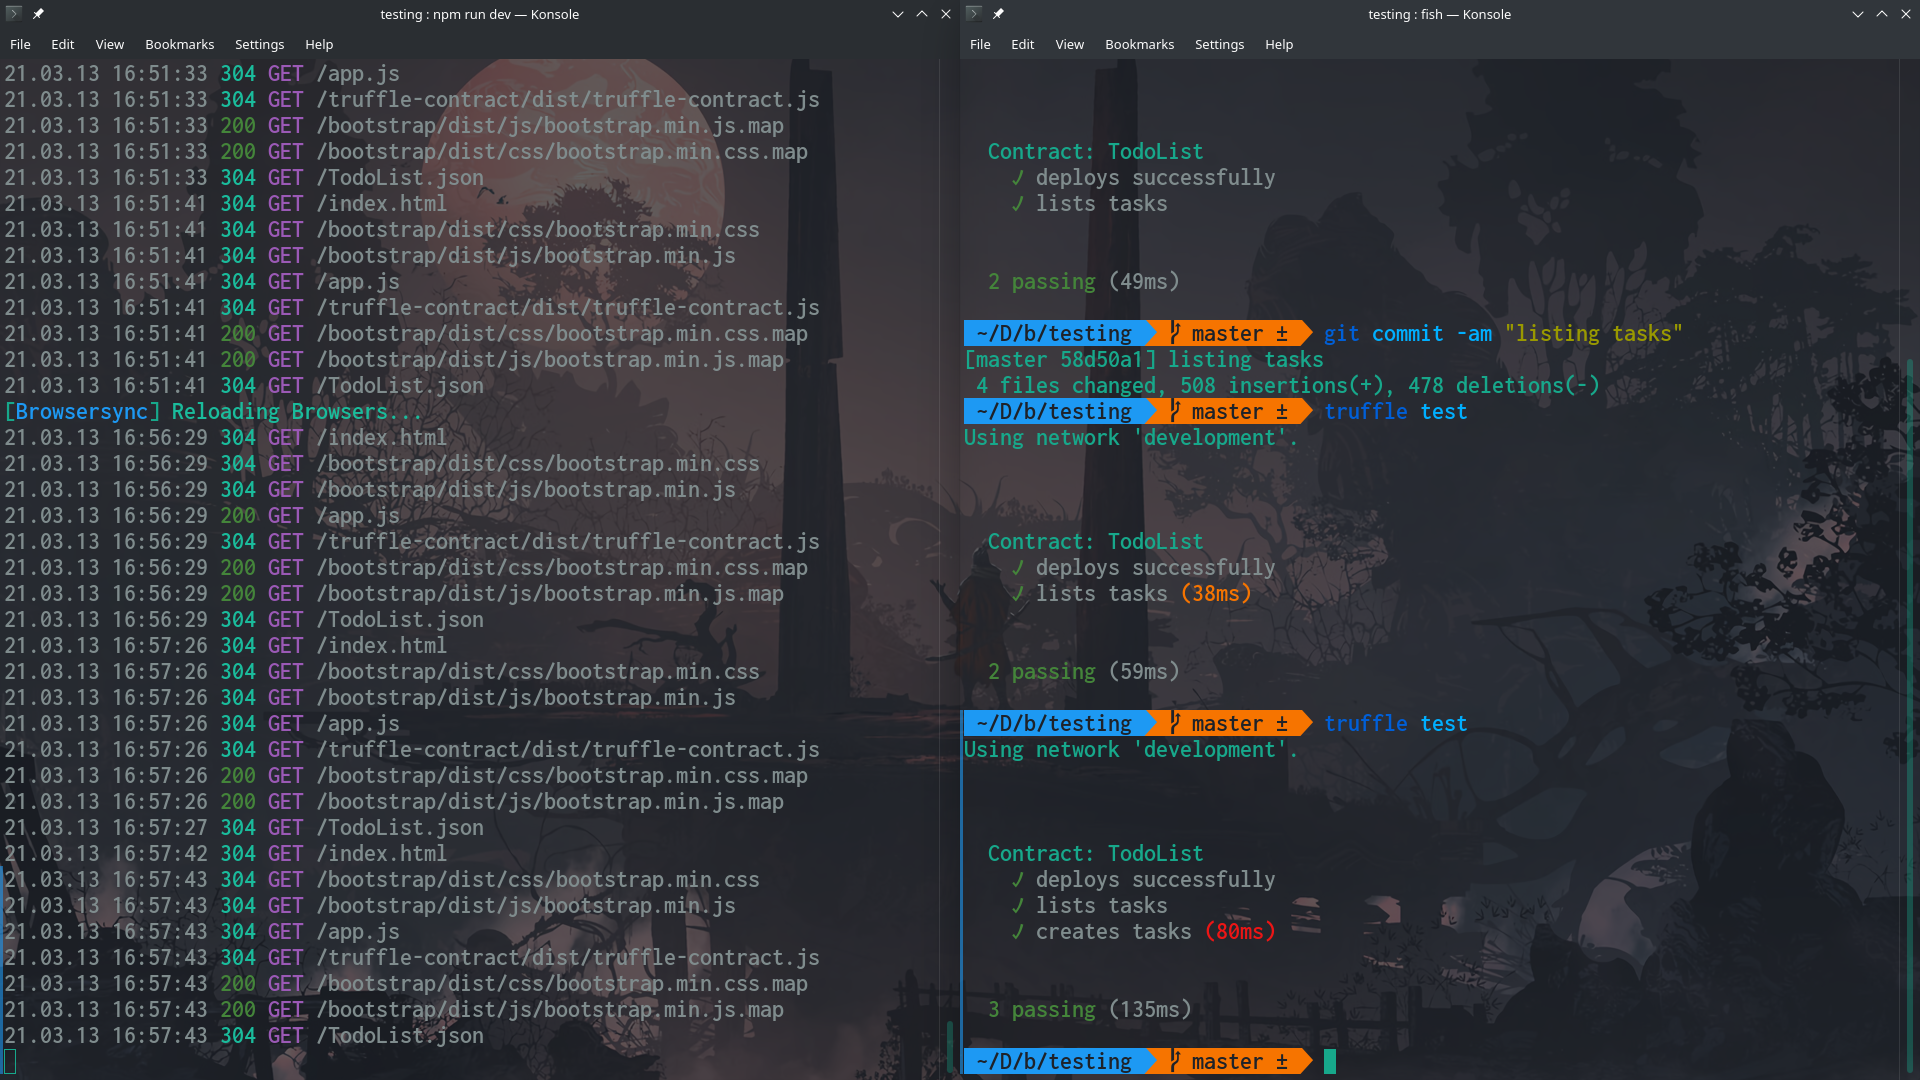 testing : npm run dev — Konsole
File Edit View Bookmarks Settings Help
21.03.13 16:51:33 304 GET /app.js
21.03.13 16:51:33 304 GET /truffle-contract/dist/truffle-contract.js
21.03.13 16:51:33 200 GET /bootstrap/dist/js/bootstrap.min.js.map
21.03.13 16:51:33 200 GET /bootstrap/dist/css/bootstrap.min.css.map
21.03.13 16:51:33 304 GET /TodoList.json
21.03.13 16:51:41 304 GET /index.html
21.03.13 16:51:41 304 GET /bootstrap/dist/css/bootstrap.min.css
21.03.13 16:51:41 304 GET /bootstrap/dist/js/bootstrap.min.js
21.03.13 16:51:41 304 GET /app.js
21.03.13 16:51:41 304 GET /truffle-contract/dist/truffle-contract.js
21.03.13 16:51:41 200 GET /bootstrap/dist/css/bootstrap.min.css.map
21.03.13 16:51:41 200 GET /bootstrap/dist/js/bootstrap.min.js.map
21.03.13 16:51:41 304 GET /TodoList.json
[Browsersync] Reloading Browsers...
21.03.13 16:56:29 304 GET /index.html
21.03.13 16:56:29 304 GET /bootstrap/dist/css/bootstrap.min.css
21.03.13 16:56:29 304 GET /bootstrap/dist/js/bootstrap.min.js
21.03.13 16:56:29 200 GET /app.js
21.03.13 16:56:29 304 GET /truffle-contract/dist/truffle-contract.js
21.03.13 16:56:29 200 GET /bootstrap/dist/css/bootstrap.min.css.map
21.03.13 16:56:29 200 GET /bootstrap/dist/js/bootstrap.min.js.map
21.03.13 16:56:29 304 GET /TodoList.json
21.03.13 16:57:26 304 GET /index.html
21.03.13 16:57:26 304 GET /bootstrap/dist/css/bootstrap.min.css
21.03.13 16:57:26 304 GET /bootstrap/dist/js/bootstrap.min.js
21.03.13 16:57:26 304 GET /app.js
21.03.13 16:57:26 304 GET /truffle-contract/dist/truffle-contract.js
21.03.13 16:57:26 200 GET /bootstrap/dist/css/bootstrap.min.css.map
21.03.13 16:57:26 200 GET /bootstrap/dist/js/bootstrap.min.js.map
21.03.13 16:57:27 304 GET /TodoList.json
21.03.13 16:57:42 304 GET /index.html
21.03.13 16:57:43 304 GET /bootstrap/dist/css/bootstrap.min.css
21.03.13 16:57:43 304 GET /bootstrap/dist/js/bootstrap.min.js
21.03.13 16:57:43 304 GET /app.js
21.03.13 16:57:43 304 GET /truffle-contract/dist/truffle-contract.js
21.03.13 16:57:43 200 GET /bootstrap/dist/css/bootstrap.min.css.map
21.03.13 16:57:43 200 GET /bootstrap/dist/js/bootstrap.min.js.map
21.03.13 16:57:43 304 GET /TodoList.json
testing : fish — Konsole
File Edit View Bookmarks Settings Help
Contract: TodoList
✓ deploys successfully
✓ lists tasks
2 passing (49ms)
~/D/b/testing master ± git commit -am "listing tasks"
[master 58d50a1] listing tasks
4 files changed, 508 insertions(+), 478 deletions(-)
~/D/b/testing master ± truffle test
Using network 'development'.
Contract: TodoList
✓ deploys successfully
✓ lists tasks (38ms)
2 passing (59ms)
~/D/b/testing master ± truffle test
Using network 'development'.
Contract: TodoList
✓ deploys successfully
✓ lists tasks
✓ creates tasks (80ms)
3 passing (135ms)
~/D/b/testing master ±